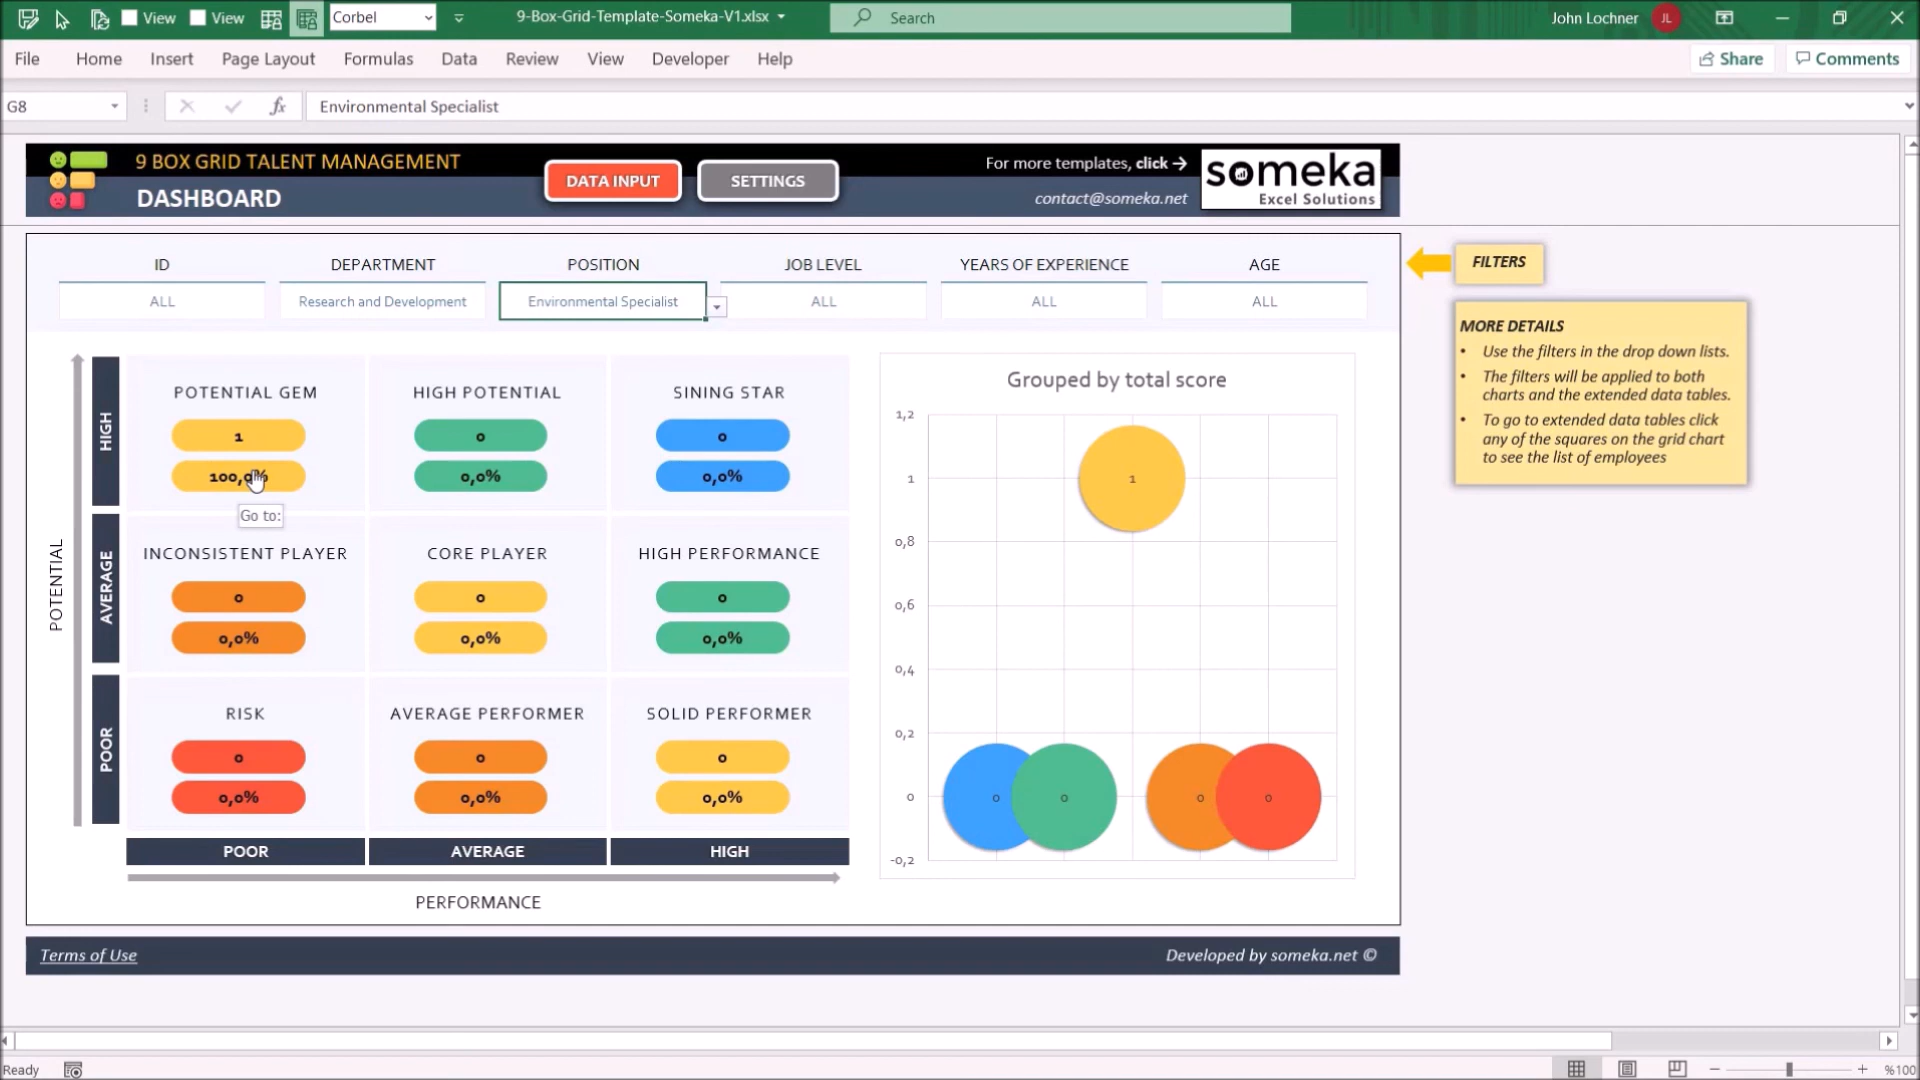 View
View
Corbel
9-Box-Grid-Template-Someka-V1.xlsx
Search
John Lochner
JL
File
Home
Insert
Page Layout
Formulas
Data
Review
View
Developer
Help
Share
Comments
G8
fx
Environmental Specialist
9 BOX GRID TALENT MANAGEMENT
DASHBOARD
DATA INPUT
SETTINGS
For more templates, click →
contact@someka.net
someka
Excel Solutions
ID
DEPARTMENT
POSITION
JOB LEVEL
YEARS OF EXPERIENCE
AGE
ALL
Research and Development
Environmental Specialist
ALL
ALL
ALL
FILTERS
MORE DETAILS
• Use the filters in the drop down lists.
• The filters will be applied to both
charts and the extended data tables.
• To go to extended data tables click
any of the squares on the grid chart
to see the list of employees
POTENTIAL
HIGH
AVERAGE
POOR
POTENTIAL GEM
1
100,0%
Go to:
HIGH POTENTIAL
0
0,0%
SINING STAR
0
0,0%
INCONSISTENT PLAYER
0
0,0%
CORE PLAYER
0
0,0%
HIGH PERFORMANCE
0
0,0%
RISK
0
0,0%
AVERAGE PERFORMER
0
0,0%
SOLID PERFORMER
0
0,0%
POOR
AVERAGE
HIGH
PERFORMANCE
Grouped by total score
1,2
1
0,8
0,6
0,4
0,2
0
-0,2
1
0
0
0
0
Terms of Use
Developed by someka.net ©
Ready
%100